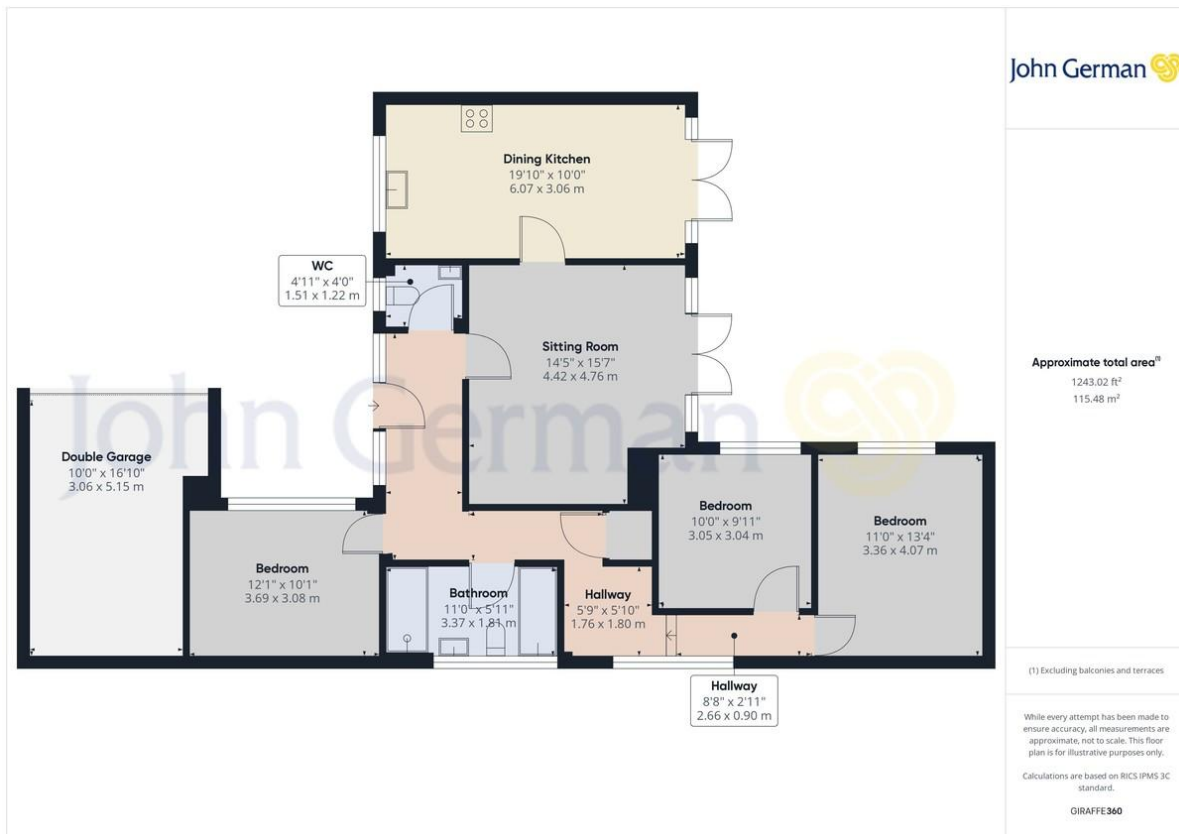 John German
Dining Kitchen
19'10" x 10'0"
6.07 x 3.06 m
WC
4'11" x 4'0"
1.51 x 1.22 m
Sitting Room
14'5" x 15'7"
4.42 x 4.76 m
John German
Double Garage
10'0" x 16'10"
3.06 x 5.15 m
Bedroom
10'0" x 9'11"
3.05 x 3.04 m
Bedroom
11'0" x 13'4"
3.36 x 4.07 m
Bedroom
12'1" x 10'1"
3.69 x 3.08 m
Bathroom
11'0" x 5'11"
3.37 x 1.81 m
Hallway
5'9" x 5'10"
1.76 x 1.80 m
Hallway
8'8" x 2'11"
2.66 x 0.90 m
Approximate total area(1)
1243.02 ft²
115.48 m²
(1) Excluding balconies and terraces
While every attempt has been made to
ensure accuracy, all measurements are
approximate, not to scale. This floor
plan is for illustrative purposes only.
Calculations are based on RICS IPMS 3C
standard.
GIRAFFE360